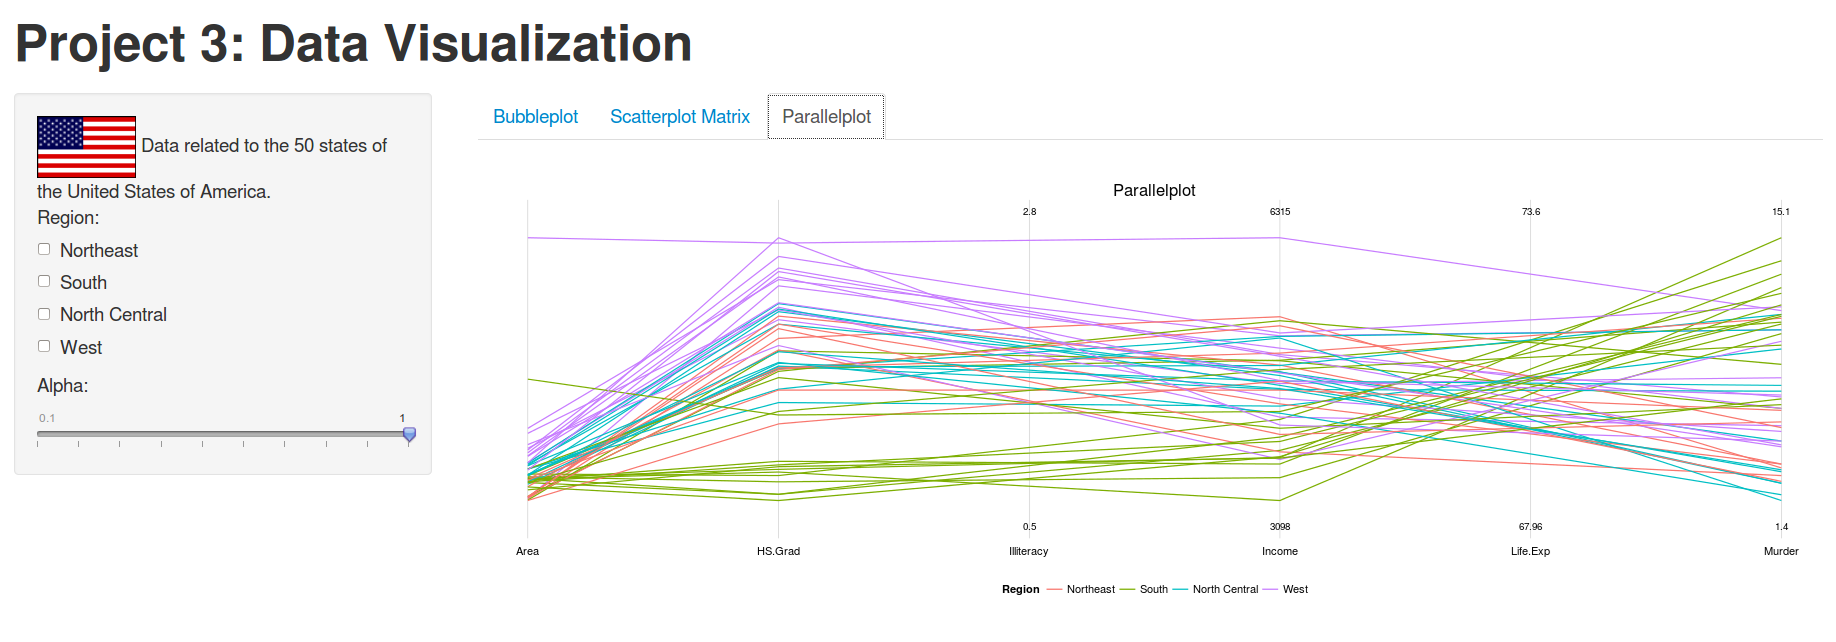 Project 3: Data Visualization
Data related to the 50 states of
the United States of America.
Region:
Northeast
South
North Central
West
Alpha:
0.1 1
Bubbleplot Scatterplot Matrix Parallelplot
Parallelplot
2.8 6315 73.6 15.1
0.5 3098 67.96 1.4
Area HS.Grad Illiteracy Income Life.Exp Murder
Region Northeast South North Central West